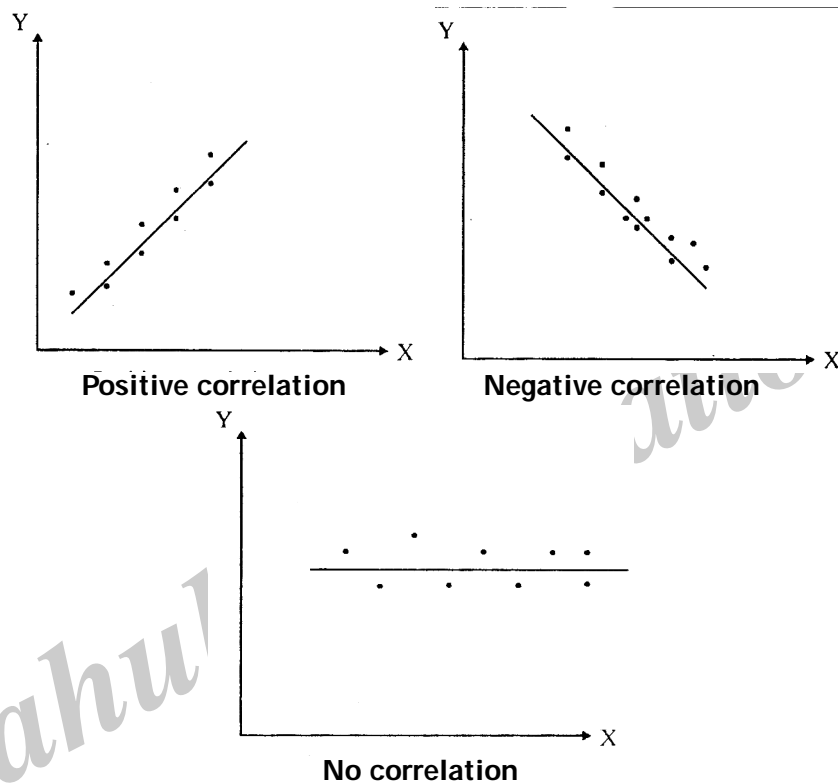 Y
Y
X
X
Positive correlation
Negative correlation
Y
X
No correlation